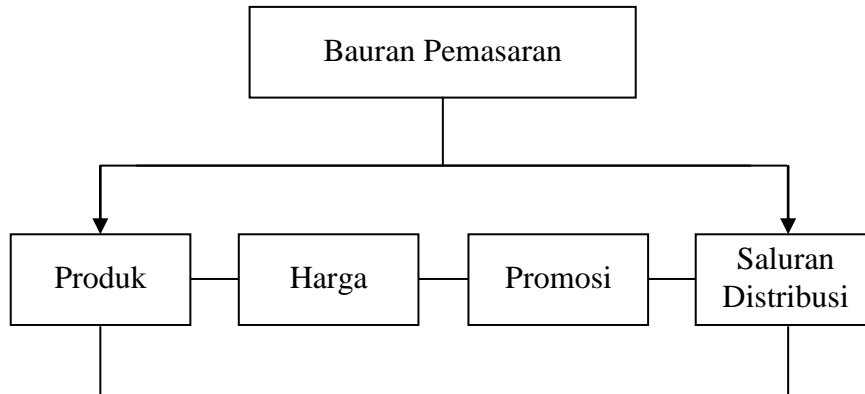 Bauran Pemasaran
Produk
Harga
Promosi
Saluran
Distribusi